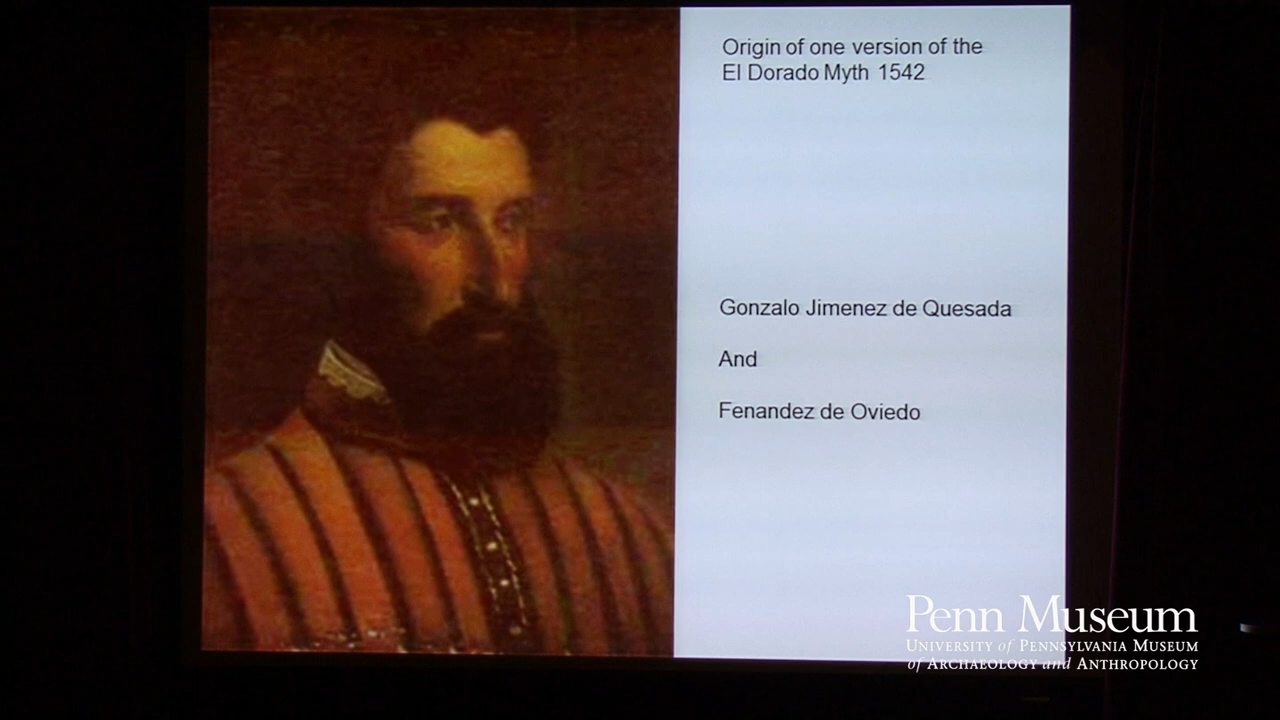 Origin of one version of the
El Dorado Myth 1542
Gonzalo Jimenez de Quesada
And
Fenandez de Oviedo
Penn Museum
University of Pennsylvania Museum
of Archaeology and Anthropology